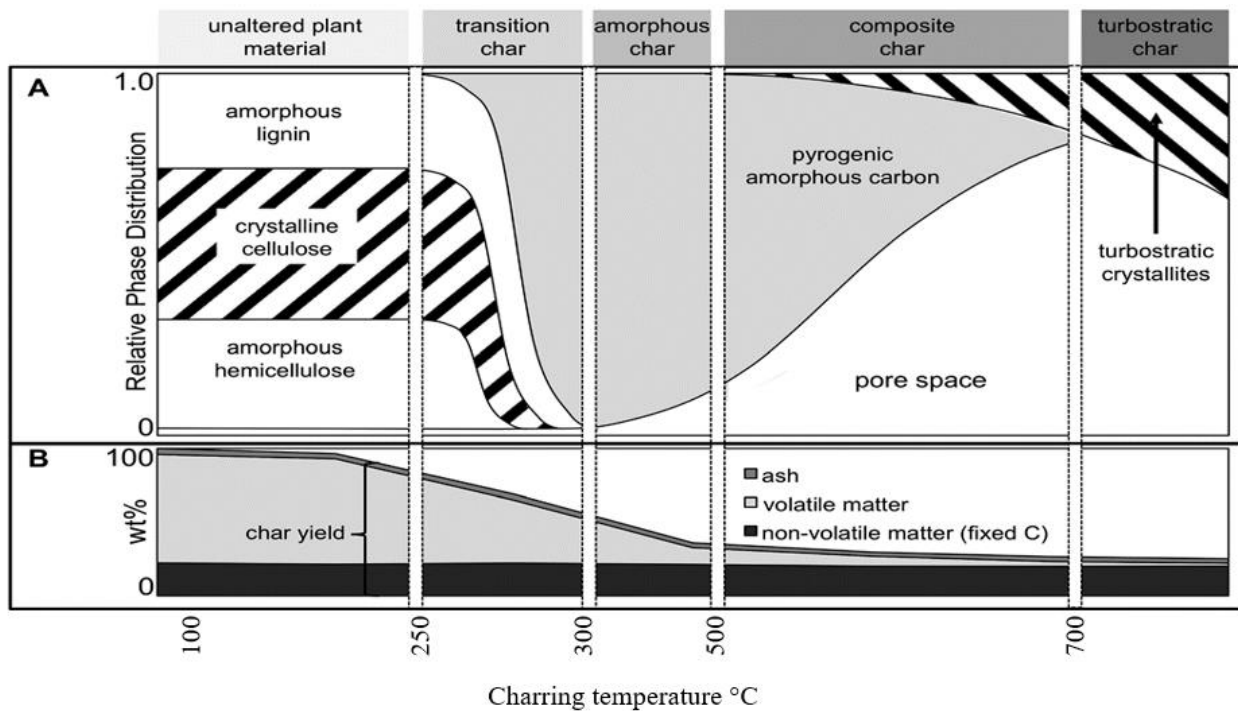 unaltered plant
material
transition
char
amorphous
char
composite
char
turbostratic
char
A
Relative Phase Distribution
1.0
0
amorphous
lignin
crystalline
cellulose
amorphous
hemicellulose
pyrogenic
amorphous carbon
pore space
turbostratic
crystallites
B
wt%
100
0
char yield
ash
volatile matter
non-volatile matter (fixed C)
100
250
300
500
700
Charring temperature °C